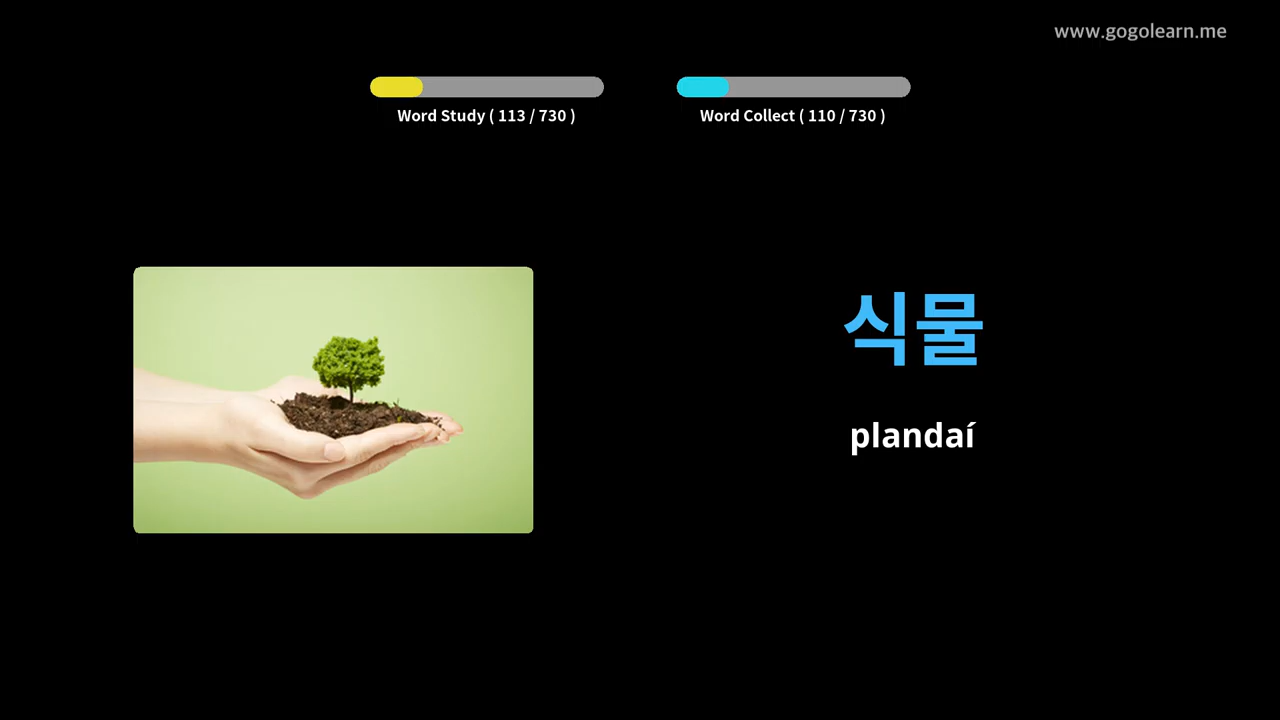 www.gogolearn.me
Word Study ( 113 / 730 )
Word Collect ( 110 / 730 )
식물
plandaí